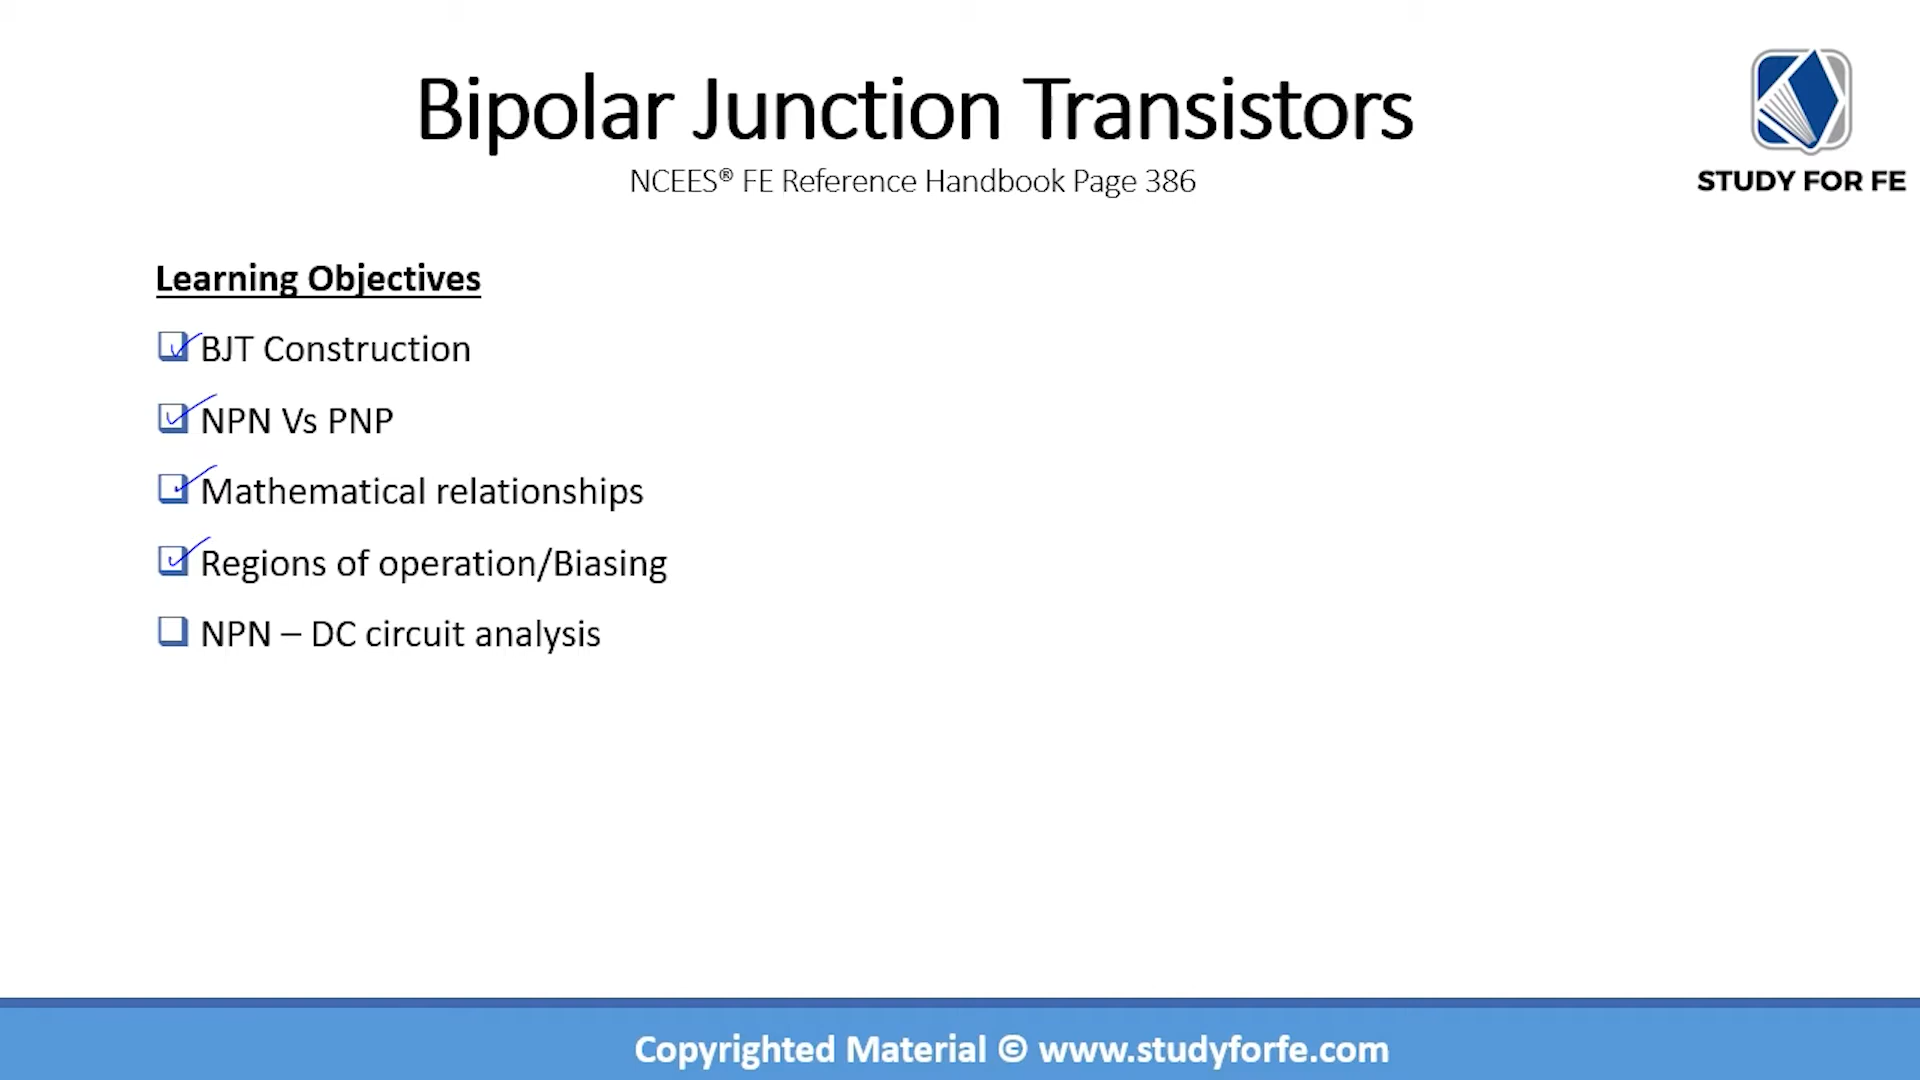 Bipolar Junction Transistors
NCEES® FE Reference Handbook Page 386
STUDY FOR FE
Learning Objectives
BJT Construction
NPN Vs PNP
Mathematical relationships
Regions of operation/Biasing
NPN – DC circuit analysis
Copyrighted Material © www.studyforfe.com